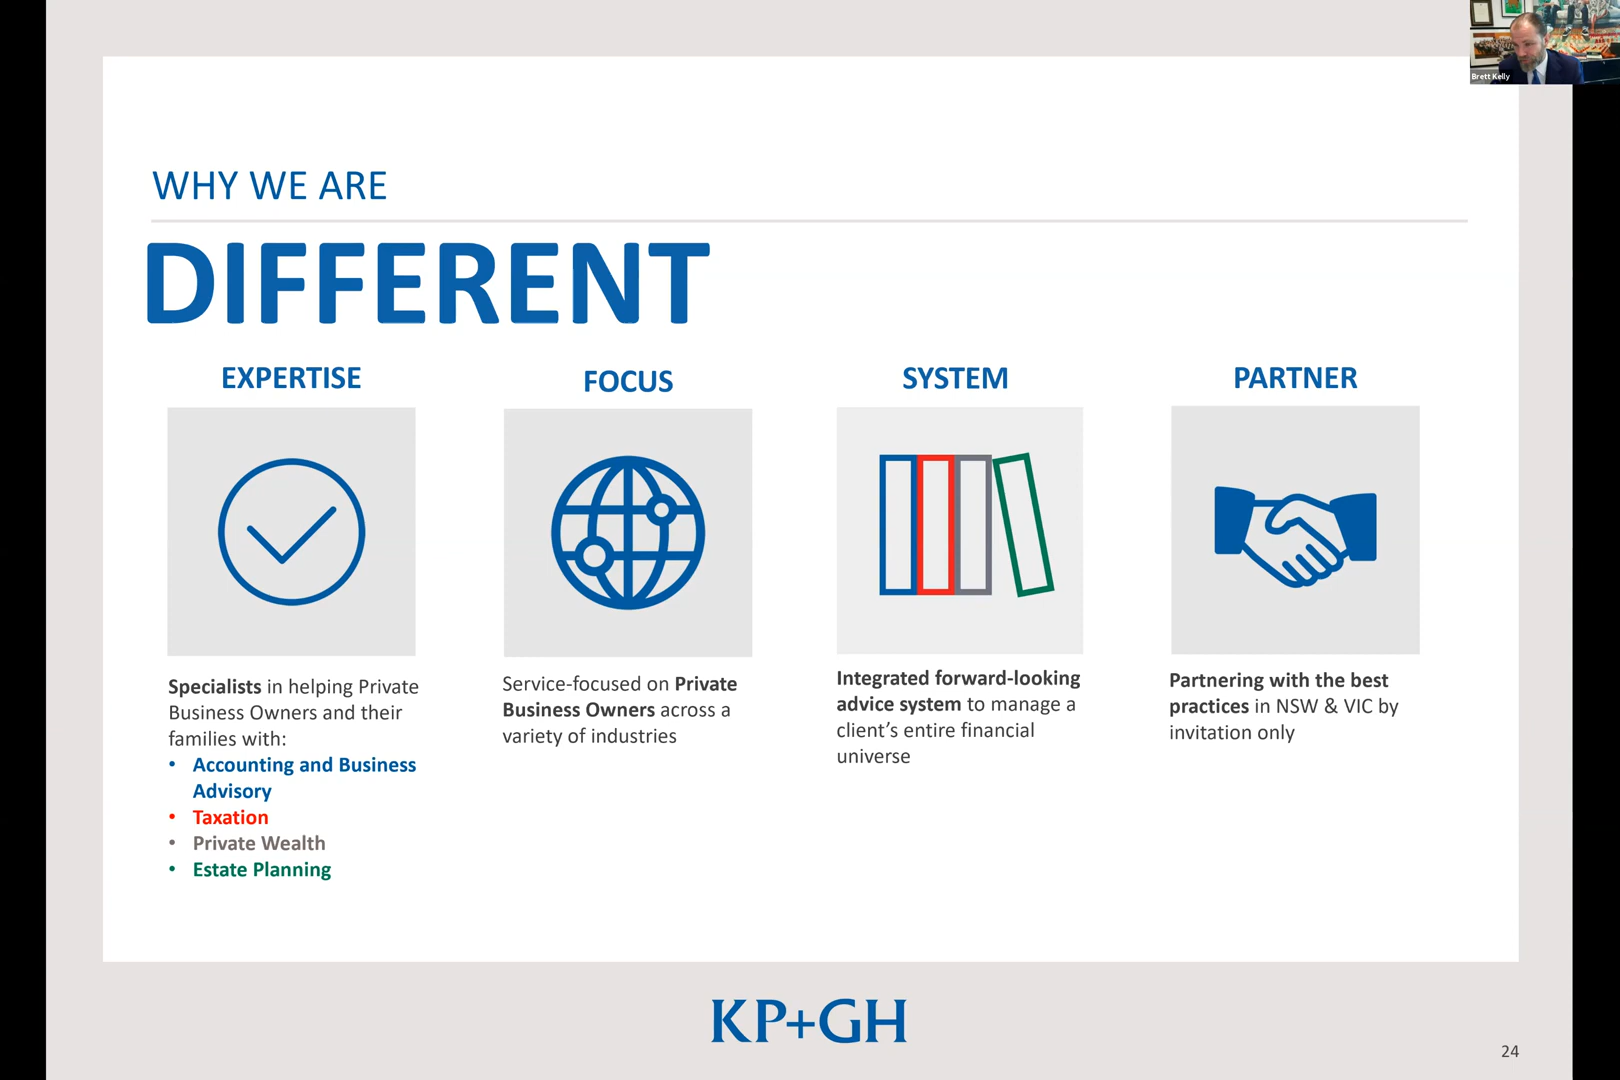 Brett Kelly
WHY WE ARE
DIFFERENT
EXPERTISE
Specialists in helping Private
Business Owners and their
families with:
• Accounting and Business
Advisory
• Taxation
• Private Wealth
• Estate Planning
FOCUS
Service-focused on Private
Business Owners across a
variety of industries
SYSTEM
Integrated forward-looking
advice system to manage a
client’s entire financial
universe
PARTNER
Partnering with the best
practices in NSW & VIC by
invitation only
KP+GH
24